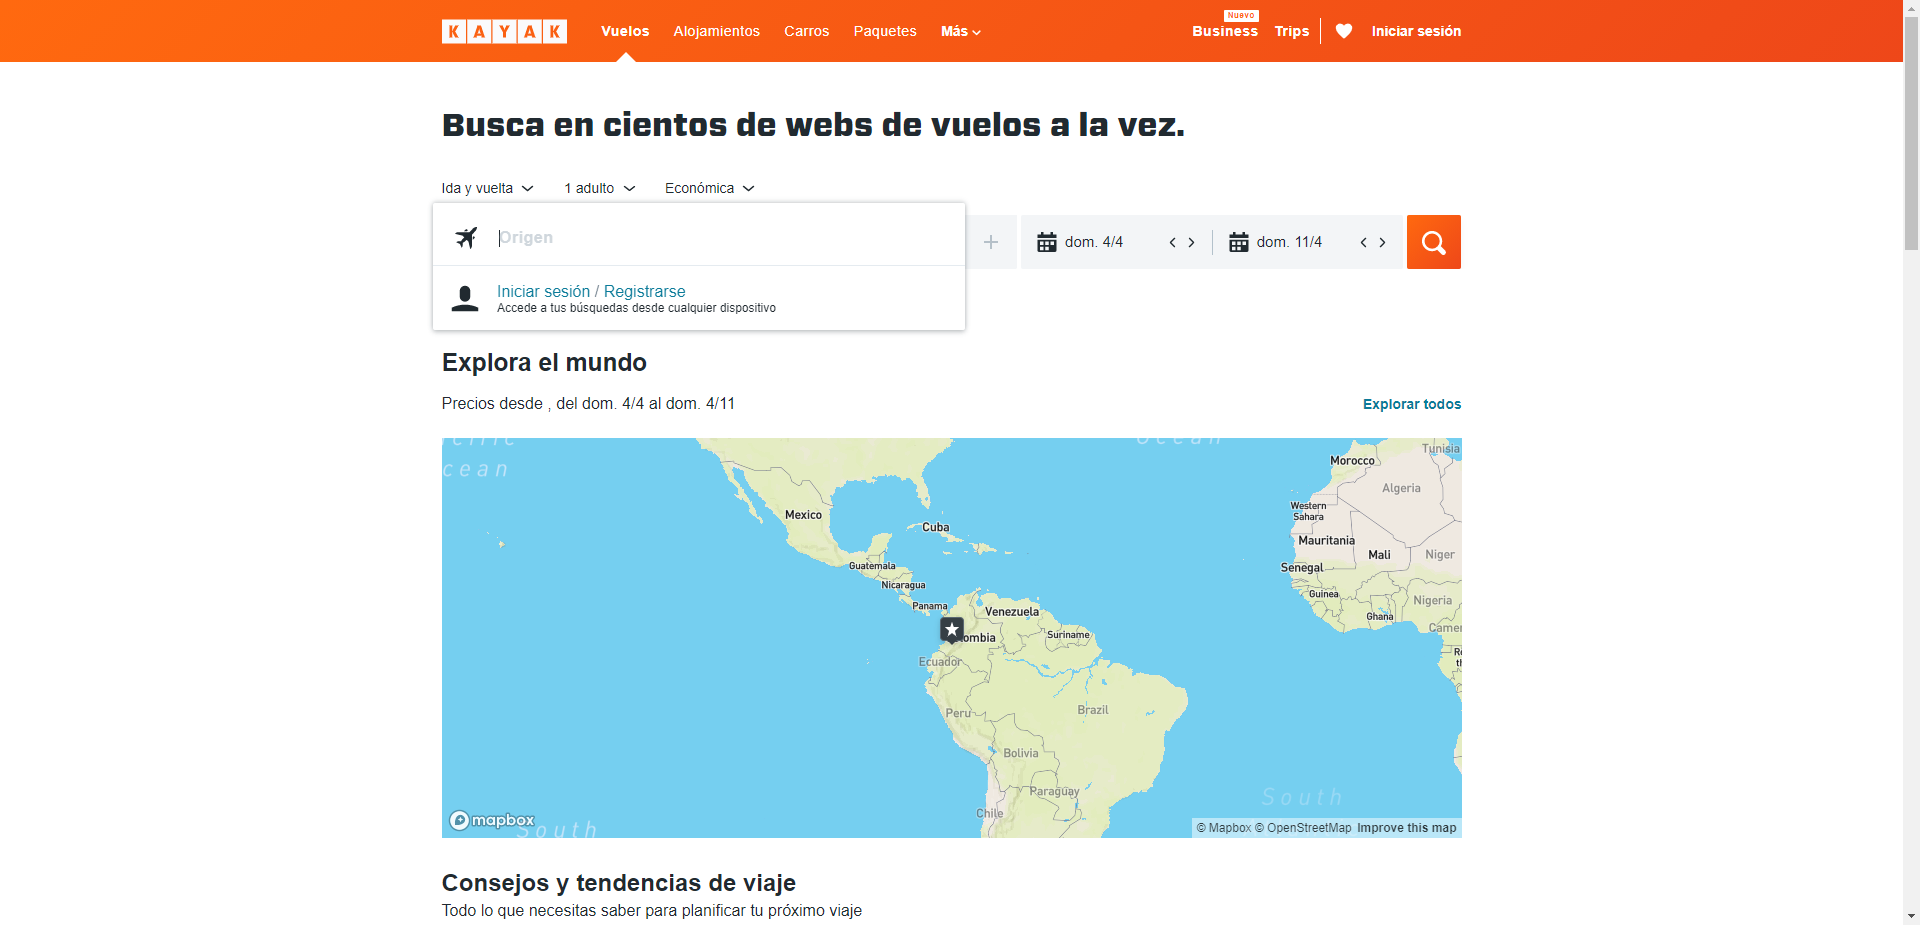 KAYAK
Vuelos Alojamientos Carros Paquetes Más
Nuevo
Business Trips Iniciar sesión
Busca en cientos de webs de vuelos a la vez.
Ida y vuelta 1 adulto Económica
Origen
dom. 4/4 dom. 11/4
Iniciar sesión / Registrarse
Accede a tus búsquedas desde cualquier dispositivo
Explora el mundo
Precios desde , del dom. 4/4 al dom. 4/11
Explorar todos
cean
Ocean
Tunisia
Morocco
Algeria
Western
Sahara
Mexico
Cuba
Mauritania
Mali
Niger
Guatemala
Senegal
Nicaragua
Guinea
Nigeria
Panama
Venezuela
Ghana
ombia
Suriname
Camer
Ecuador
Peru
Brazil
Bolivia
Paraguay
Chile
South
mapbox
South
© Mapbox © OpenStreetMap Improve this map
Consejos y tendencias de viaje
Todo lo que necesitas saber para planificar tu próximo viaje